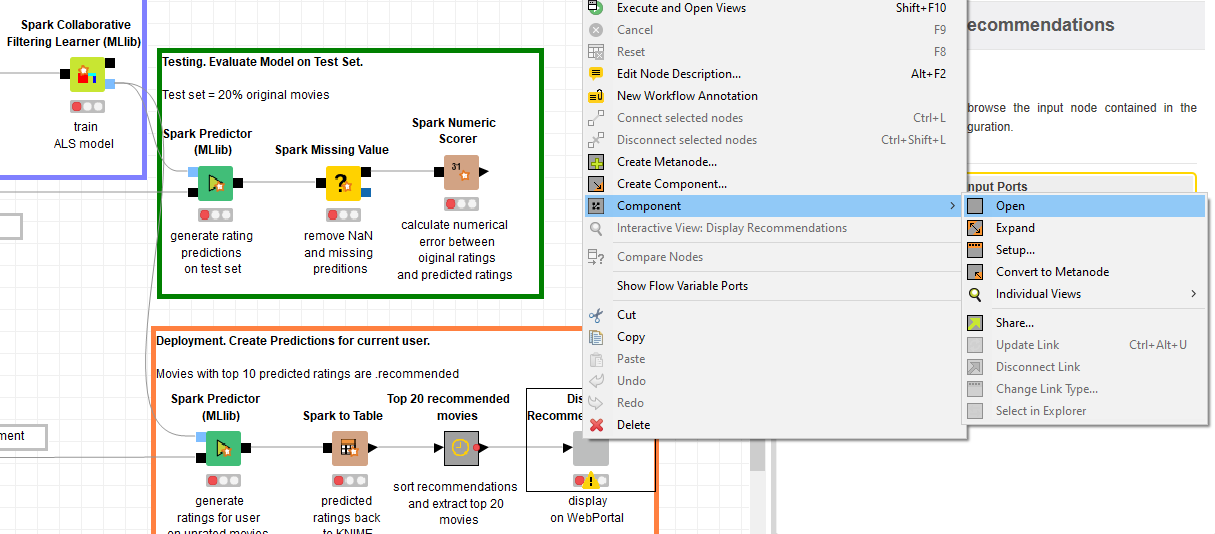 Spark Collaborative
Filtering Learner (MLlib)
train
ALS model
Testing. Evaluate Model on Test Set.
Test set = 20% original movies
Spark Predictor
(MLlib)
generate rating
predictions
on test set
Spark Missing Value
?
remove NaN
and missing
preditions
Spark Numeric
Scorer
31
calculate numerical
error between
oiginal ratings
and predicted ratings
ment
Deployment. Create Predictions for current user.
Movies with top 10 predicted ratings are .recommended
Spark Predictor
(MLlib)
generate
ratings for user
on unrated movies
Spark to Table
predicted
ratings back
to KNIME
Top 20 recommended
movies
sort recommendations
and extract top 20
movies
Dis
Recomme
display
on WebPortal
Execute and Open Views Shift+F10
Cancel F9
Reset F8
Edit Node Description... Alt+F2
New Workflow Annotation
Connect selected nodes Ctrl+L
Disconnect selected nodes Ctrl+Shift+L
Create Metanode...
Create Component...
Component
Interactive View: Display Recommendations
Compare Nodes
Show Flow Variable Ports
Cut
Copy
Paste
Undo
Redo
Delete
ecommendations
browse the input node contained in the
guration.
nput Ports
Open
Expand
Setup...
Convert to Metanode
Individual Views
Share...
Update Link Ctrl+Alt+U
Disconnect Link
Change Link Type...
Select in Explorer